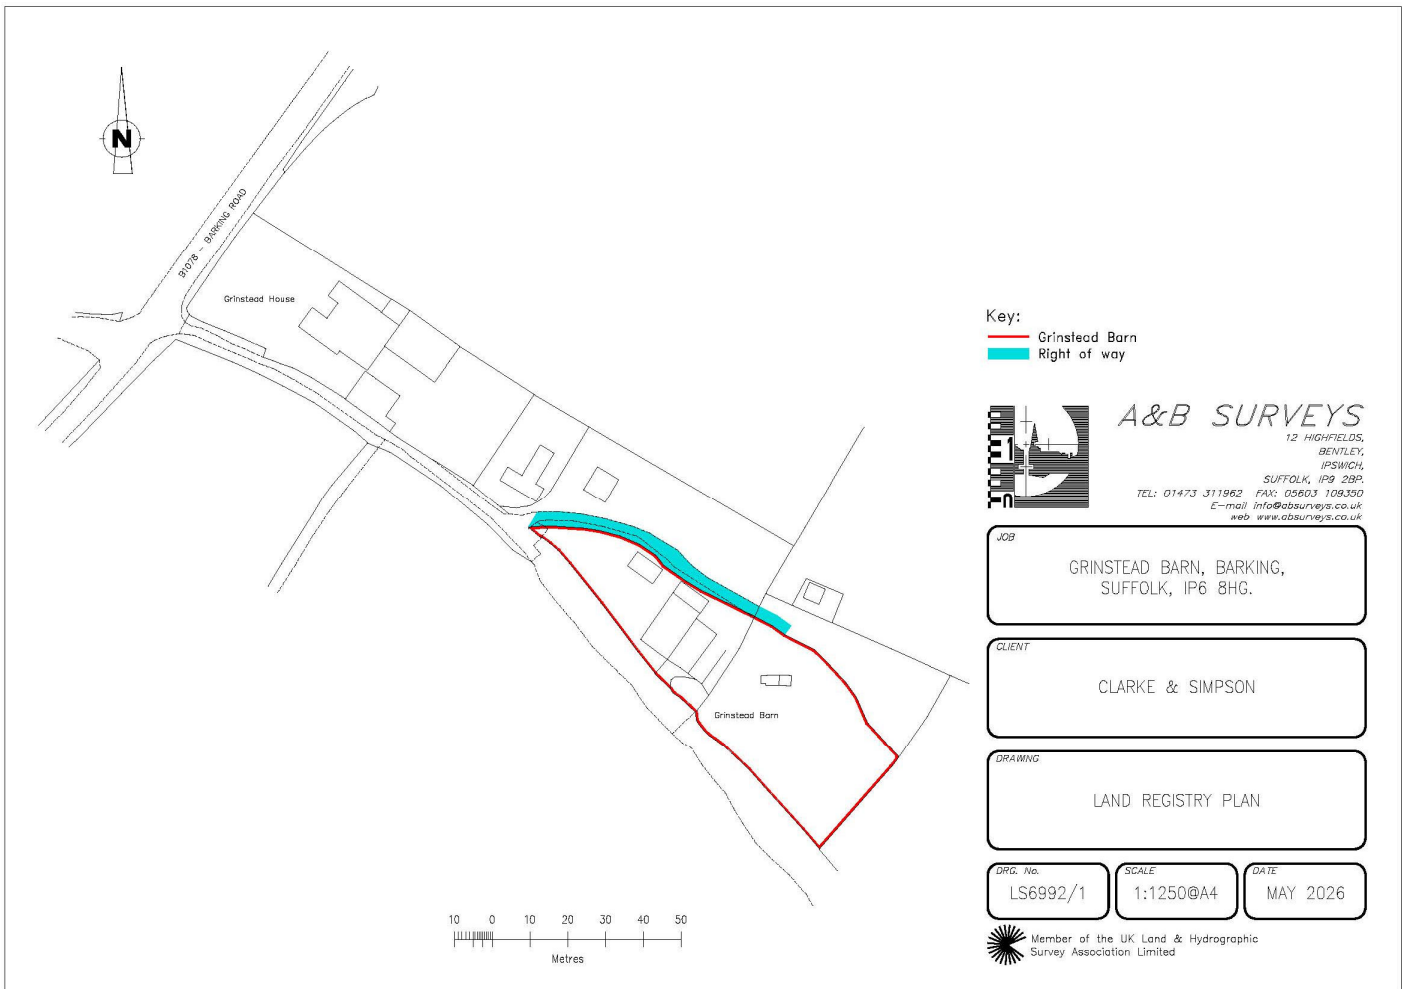 N
B1078 - BARKING ROAD
Grinstead House
Grinstead Barn
10 0 10 20 30 40 50
Metres
Key:
Grinstead Barn
Right of way
A&B SURVEYS
12 HIGHFIELDS,
BENTLEY,
IPSWICH,
SUFFOLK, IP9 2BP.
TEL: 01473 311962 FAX: 05603 109350
E-mail info@absurveys.co.uk
web www.absurveys.co.uk
JOB
GRINSTEAD BARN, BARKING,
SUFFOLK, IP6 8HG.
CLIENT
CLARKE & SIMPSON
DRAWING
LAND REGISTRY PLAN
DRG. No.
LS6992/1
SCALE
1:1250@A4
DATE
MAY 2026
Member of the UK Land & Hydrographic
Survey Association Limited